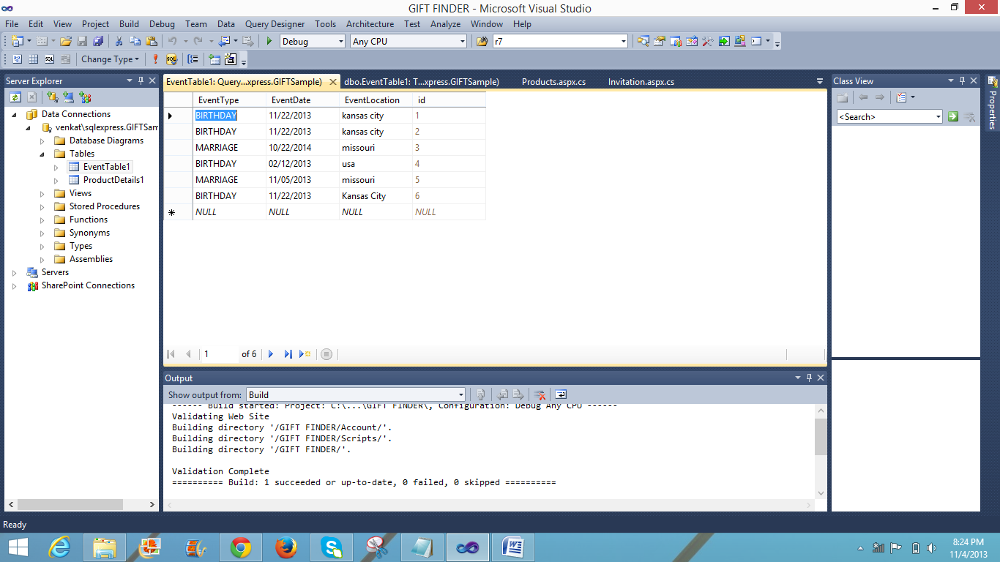 GIFT FINDER - Microsoft Visual Studio
File Edit View Project Build Debug Team Data Query Designer Tools Architecture Test Analyze Window Help
Debug Any CPU r7
SQL Change Type SQL
Server Explorer
Data Connections
venkat\sqlexpress.GIFTSam
Database Diagrams
Tables
EventTable1
ProductDetails1
Views
Stored Procedures
Functions
Synonyms
Types
Assemblies
Servers
SharePoint Connections
EventTable1: Query...xpress.GIFTSample) dbo.EventTable1: T...xpress.GIFTSample) Products.aspx.cs Invitation.aspx.cs
EventType EventDate EventLocation id
BIRTHDAY 11/22/2013 kansas city 1
BIRTHDAY 11/22/2013 kansas city 2
MARRIAGE 10/22/2014 missouri 3
BIRTHDAY 02/12/2013 usa 4
MARRIAGE 11/05/2013 missouri 5
BIRTHDAY 11/22/2013 Kansas City 6
NULL NULL NULL NULL
1 of 6
Output
Show output from: Build
------ Build started: Project: C:\...\GIFT FINDER\, Configuration: Debug Any CPU ------
Validating Web Site
Building directory '/GIFT FINDER/Account/'.
Building directory '/GIFT FINDER/Scripts/'.
Building directory '/GIFT FINDER/'.
Validation Complete
========== Build: 1 succeeded or up-to-date, 0 failed, 0 skipped ==========
Class View
<Search>
Properties
Ready
8:24 PM
11/4/2013